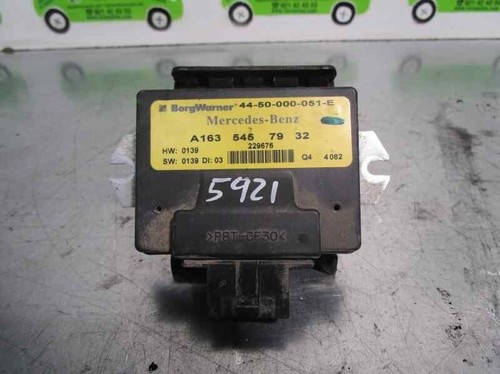 BorgWarner 44-50-000-051-E
Mercedes-Benz
A163 545 79 32
HW: 0139 229676
SW: 0139 DI: 03 Q4 4082
5921
>PBT-GF30<